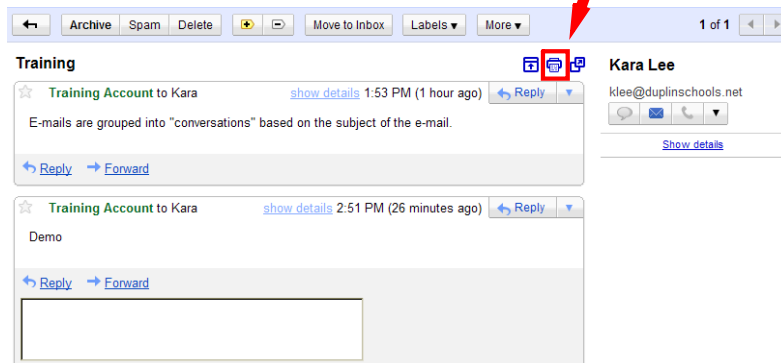 Archive Spam Delete Move to Inbox Labels ▾ More ▾ 1 of 1
Training
Kara Lee
klee@duplinschools.net
Show details
Training Account to Kara show details 1:53 PM (1 hour ago) Reply
E-mails are grouped into "conversations" based on the subject of the e-mail.
Reply Forward
Training Account to Kara show details 2:51 PM (26 minutes ago) Reply
Demo
Reply Forward